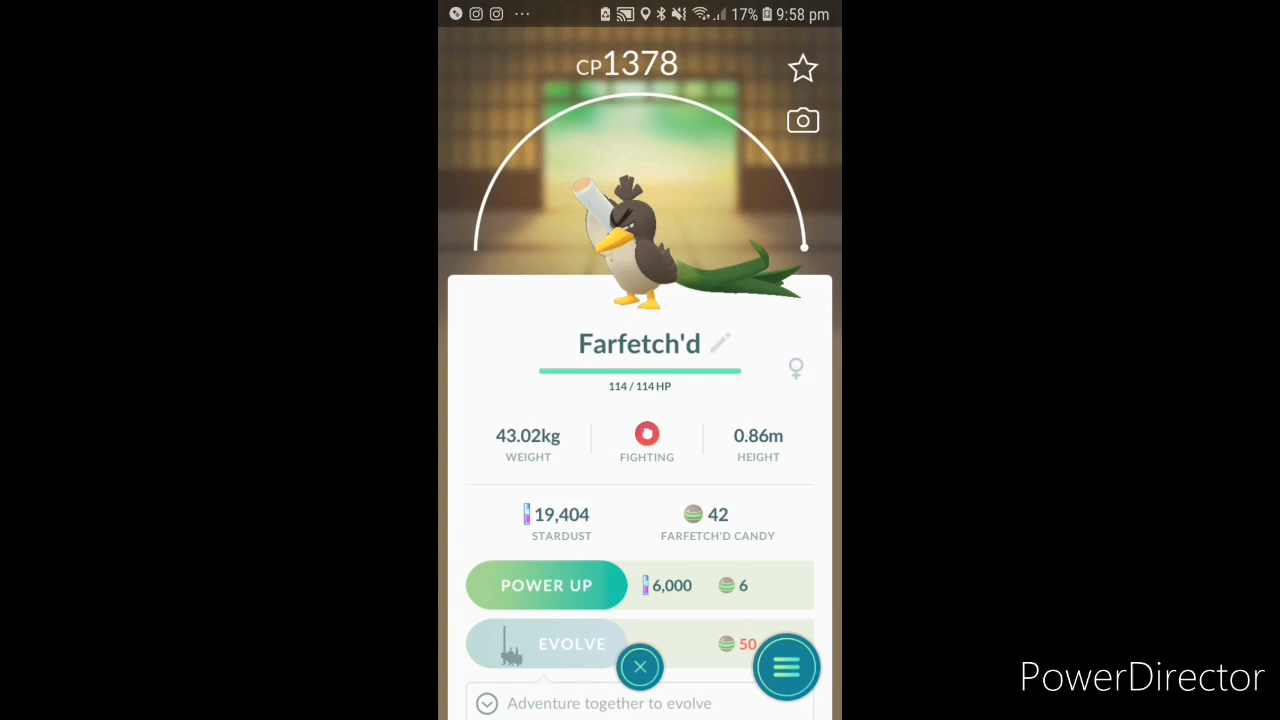 17% 9:58 pm
CP1378
Farfetch'd
114 / 114 HP
43.02kg
WEIGHT
FIGHTING
0.86m
HEIGHT
19,404
STARDUST
42
FARFETCH'D CANDY
POWER UP 6,000 6
EVOLVE 50
Adventure together to evolve
PowerDirector